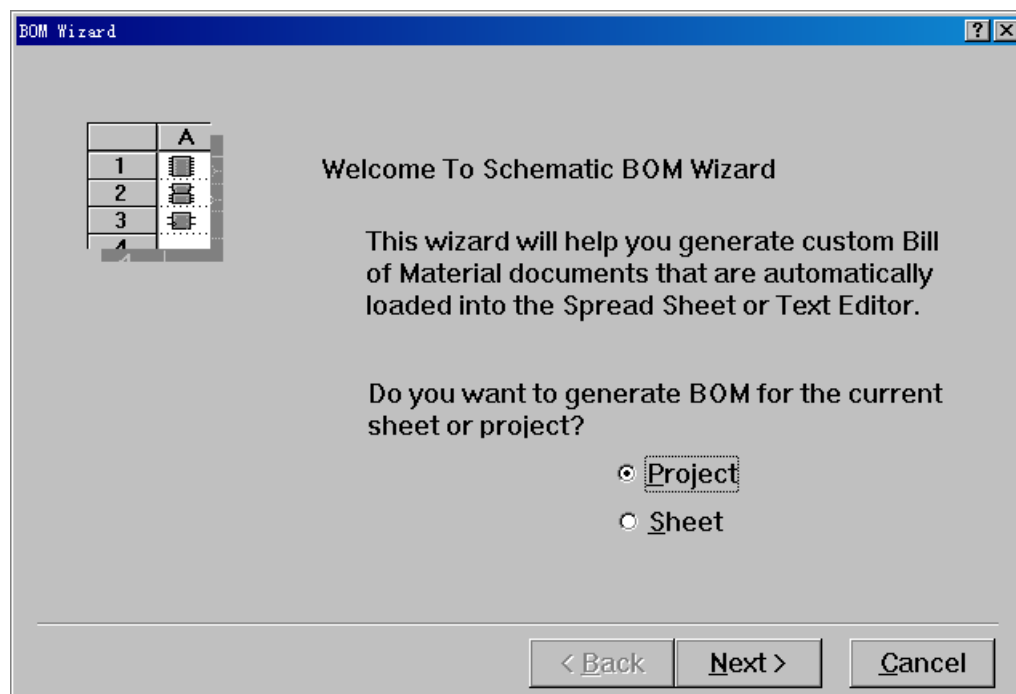 BOM Wizard
A
1
2
3
4
Welcome To Schematic BOM Wizard
This wizard will help you generate custom Bill
of Material documents that are automatically
loaded into the Spread Sheet or Text Editor.
Do you want to generate BOM for the current
sheet or project?
Project
Sheet
< Back
Next >
Cancel